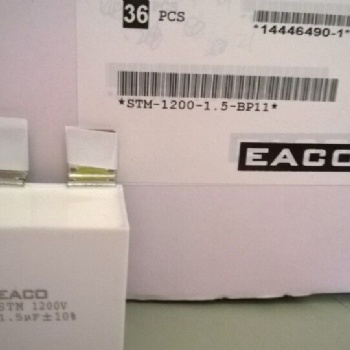 36 PCS
*14446490-1*
*STM-1200-1.5-BP11*
EACO
EACO
STM 1200V
1.5µF±10%